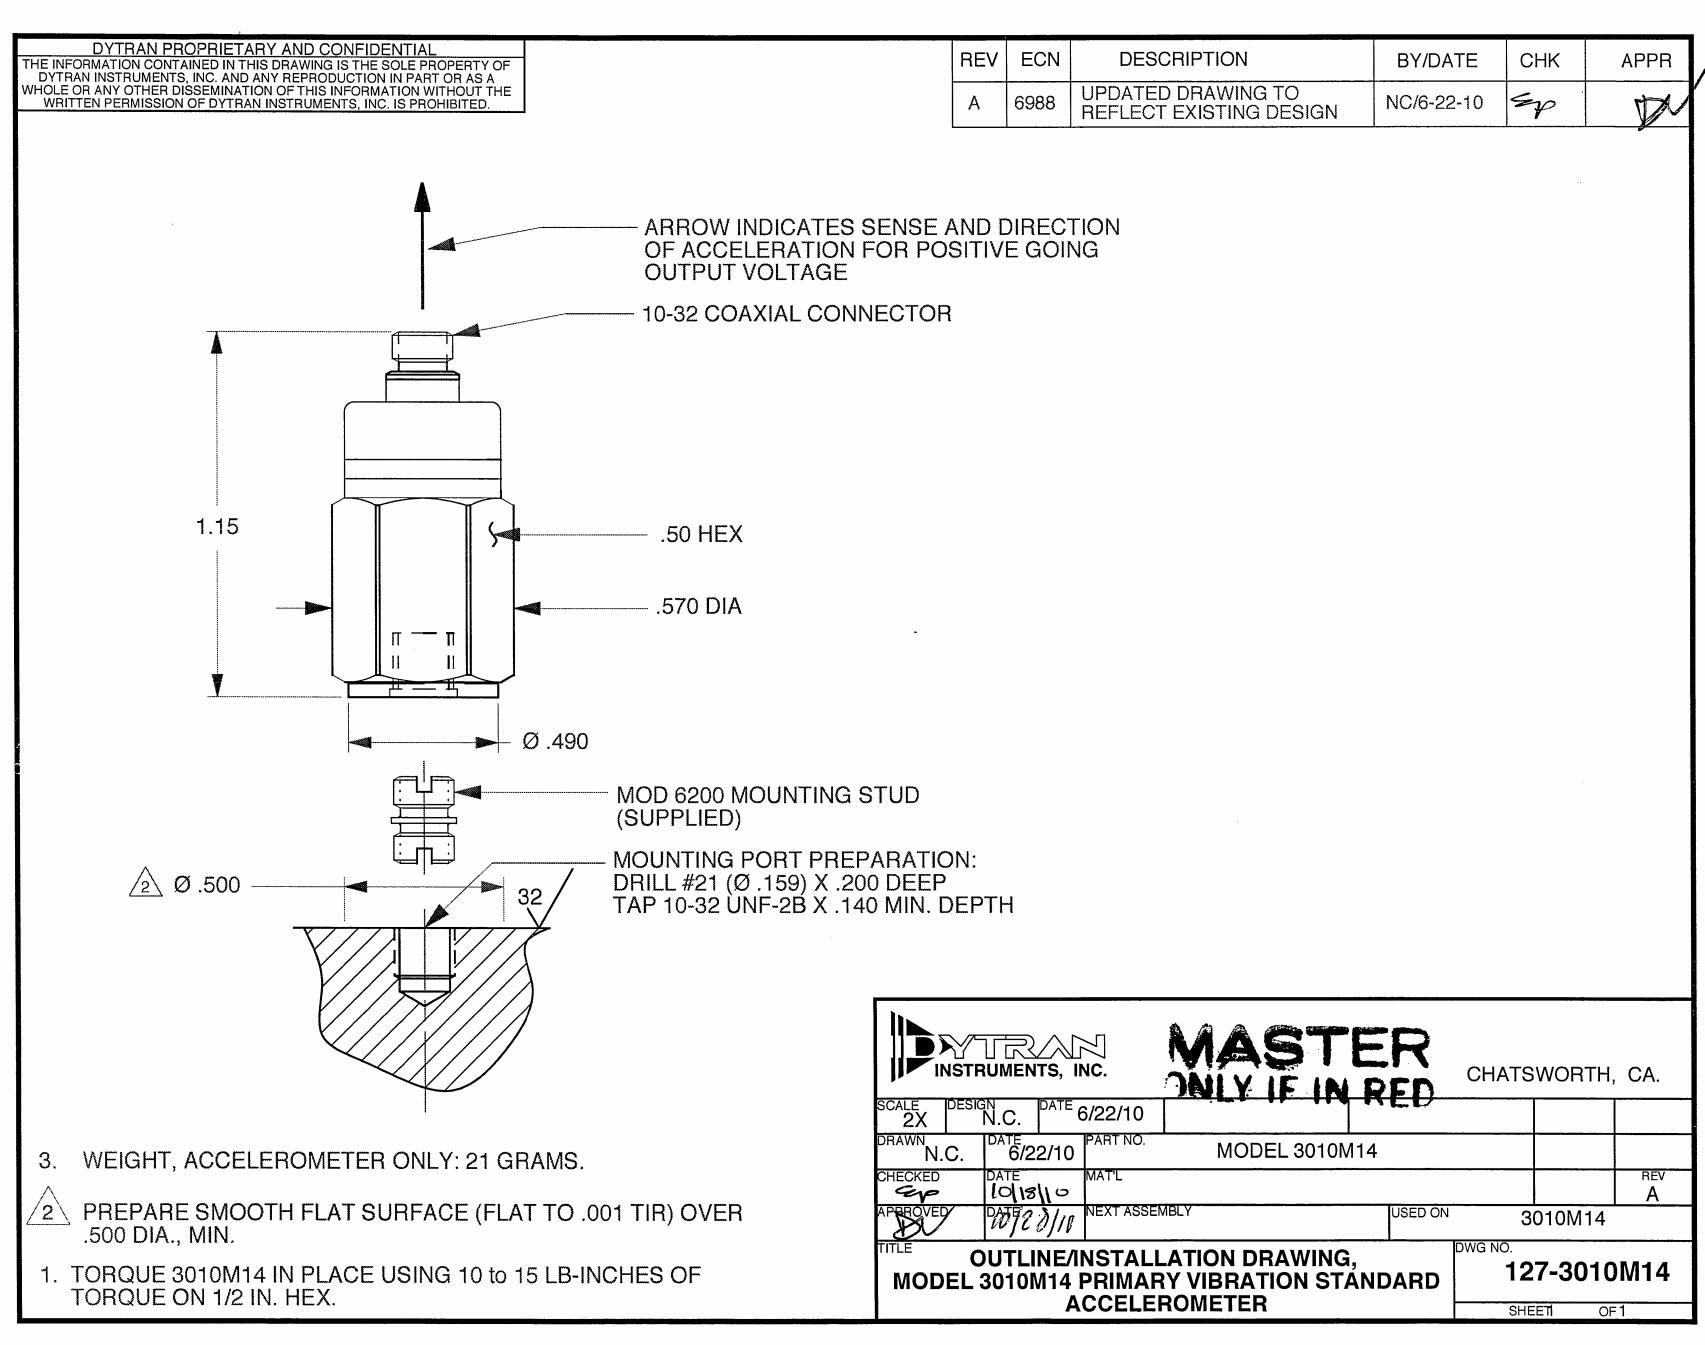 DYTRAN PROPRIETARY AND CONFIDENTIAL
THE INFORMATION CONTAINED IN THIS DRAWING IS THE SOLE PROPERTY OF
DYTRAN INSTRUMENTS, INC. AND ANY REPRODUCTION IN PART OR AS A
WHOLE OR ANY OTHER DISSEMINATION OF THIS INFORMATION WITHOUT THE
WRITTEN PERMISSION OF DYTRAN INSTRUMENTS, INC. IS PROHIBITED.
REV ECN DESCRIPTION BY/DATE CHK APPR
A 6988 UPDATED DRAWING TO
REFLECT EXISTING DESIGN NC/6-22-10
ARROW INDICATES SENSE AND DIRECTION
OF ACCELERATION FOR POSITIVE GOING
OUTPUT VOLTAGE
10-32 COAXIAL CONNECTOR
1.15
.50 HEX
.570 DIA
Ø .490
MOD 6200 MOUNTING STUD
(SUPPLIED)
MOUNTING PORT PREPARATION:
DRILL #21 (Ø .159) X .200 DEEP
TAP 10-32 UNF-2B X .140 MIN. DEPTH
2 Ø .500
32
3. WEIGHT, ACCELEROMETER ONLY: 21 GRAMS.
2 PREPARE SMOOTH FLAT SURFACE (FLAT TO .001 TIR) OVER
.500 DIA., MIN.
1. TORQUE 3010M14 IN PLACE USING 10 to 15 LB-INCHES OF
TORQUE ON 1/2 IN. HEX.
DYTRAN
INSTRUMENTS, INC.
MASTER
ONLY IF IN RED
CHATSWORTH, CA.
SCALE 2X DESIGN N.C. DATE 6/22/10
DRAWN N.C. DATE 6/22/10 PART NO. MODEL 3010M14
CHECKED DATE 10/18/10 MAT'L REV A
APPROVED DATE NEXT ASSEMBLY USED ON 3010M14
TITLE OUTLINE/INSTALLATION DRAWING,
MODEL 3010M14 PRIMARY VIBRATION STANDARD
ACCELEROMETER
DWG NO. 127-3010M14
SHEET 1 OF 1